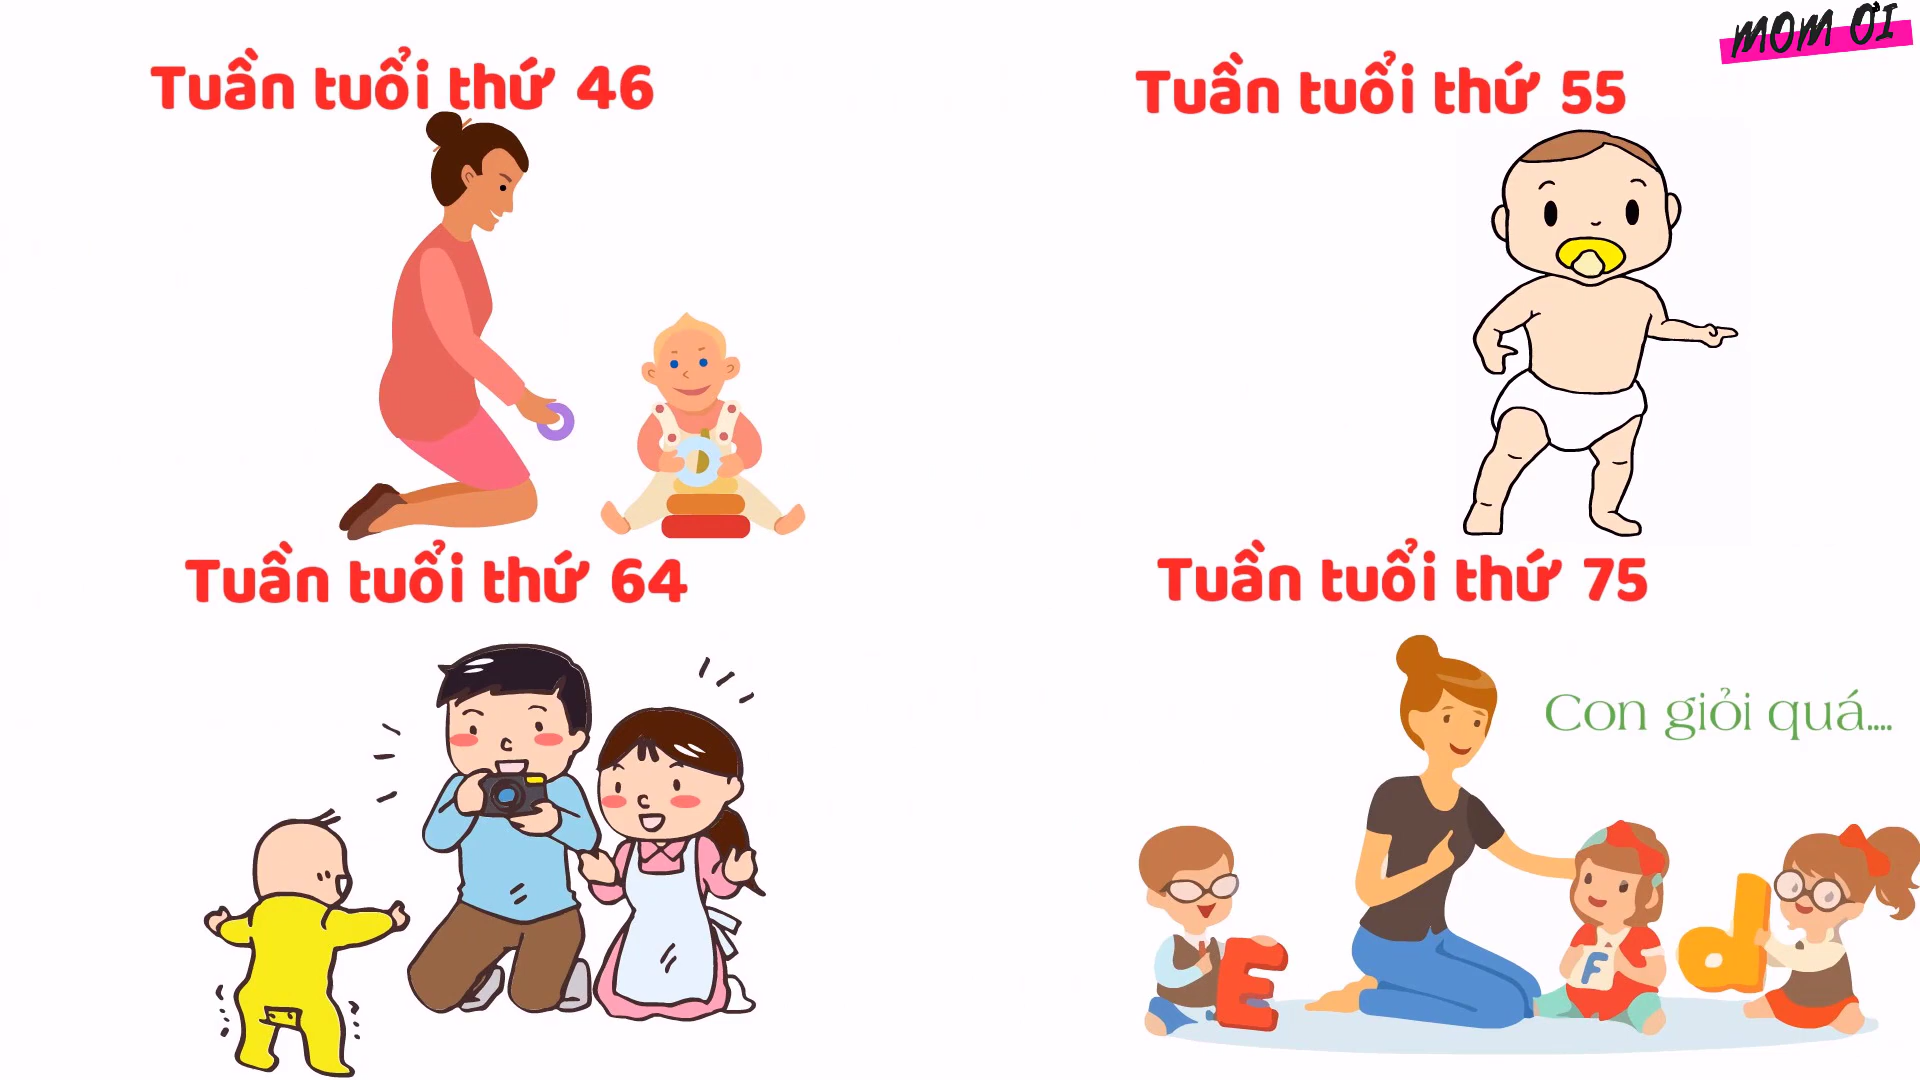 MOM ƠI
Tuần tuổi thứ 46
Tuần tuổi thứ 55
Tuần tuổi thứ 64
Tuần tuổi thứ 75
Con giỏi quá....
E
F
d